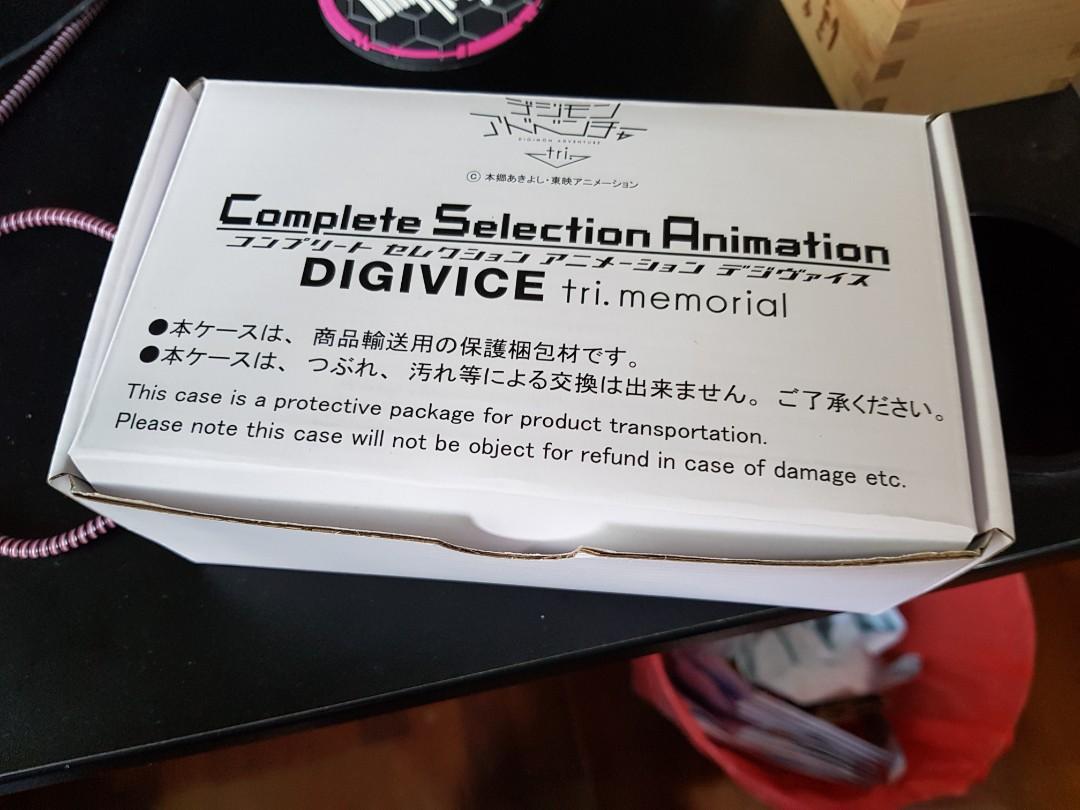 デジモン
アドベンチャー
DIGIMON ADVENTURE
tri.
© 本郷あきよし・東映アニメーション
Complete Selection Animation
コンプリート セレクション アニメーション デジヴァイス
DIGIVICE tri. memorial
●本ケースは、商品輸送用の保護梱包材です。
●本ケースは、つぶれ、汚れ等による交換は出来ません。ご了承ください。
This case is a protective package for product transportation.
Please note this case will not be object for refund in case of damage etc.